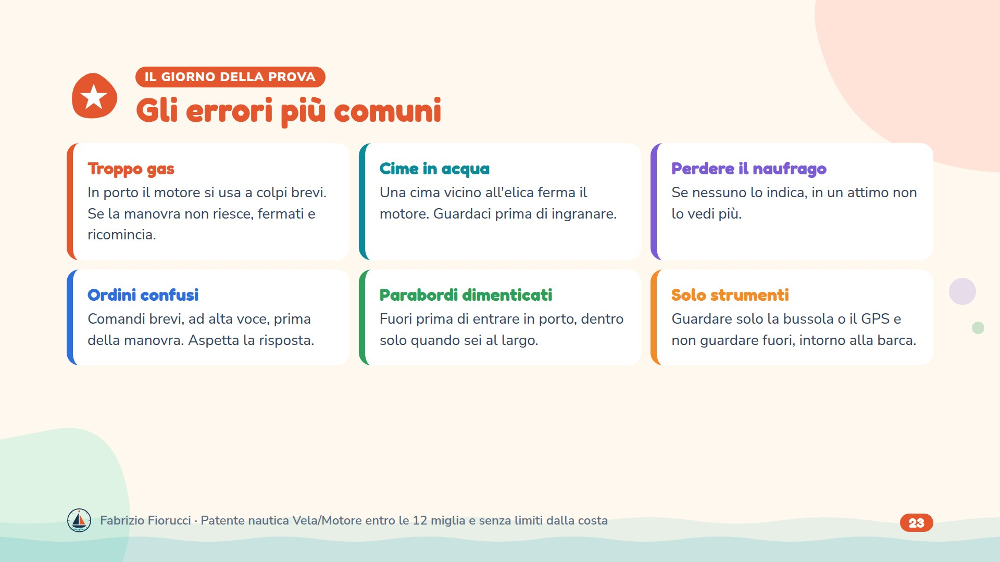 IL GIORNO DELLA PROVA
Gli errori più comuni
Troppo gas
In porto il motore si usa a colpi brevi.
Se la manovra non riesce, fermati e
ricomincia.
Cime in acqua
Una cima vicino all'elica ferma il
motore. Guardaci prima di ingranare.
Perdere il naufrago
Se nessuno lo indica, in un attimo non
lo vedi più.
Ordini confusi
Comandi brevi, ad alta voce, prima
della manovra. Aspetta la risposta.
Parabordi dimenticati
Fuori prima di entrare in porto, dentro
solo quando sei al largo.
Solo strumenti
Guardare solo la bussola o il GPS e
non guardare fuori, intorno alla barca.
Fabrizio Fiorucci · Patente nautica Vela/Motore entro le 12 miglia e senza limiti dalla costa
23